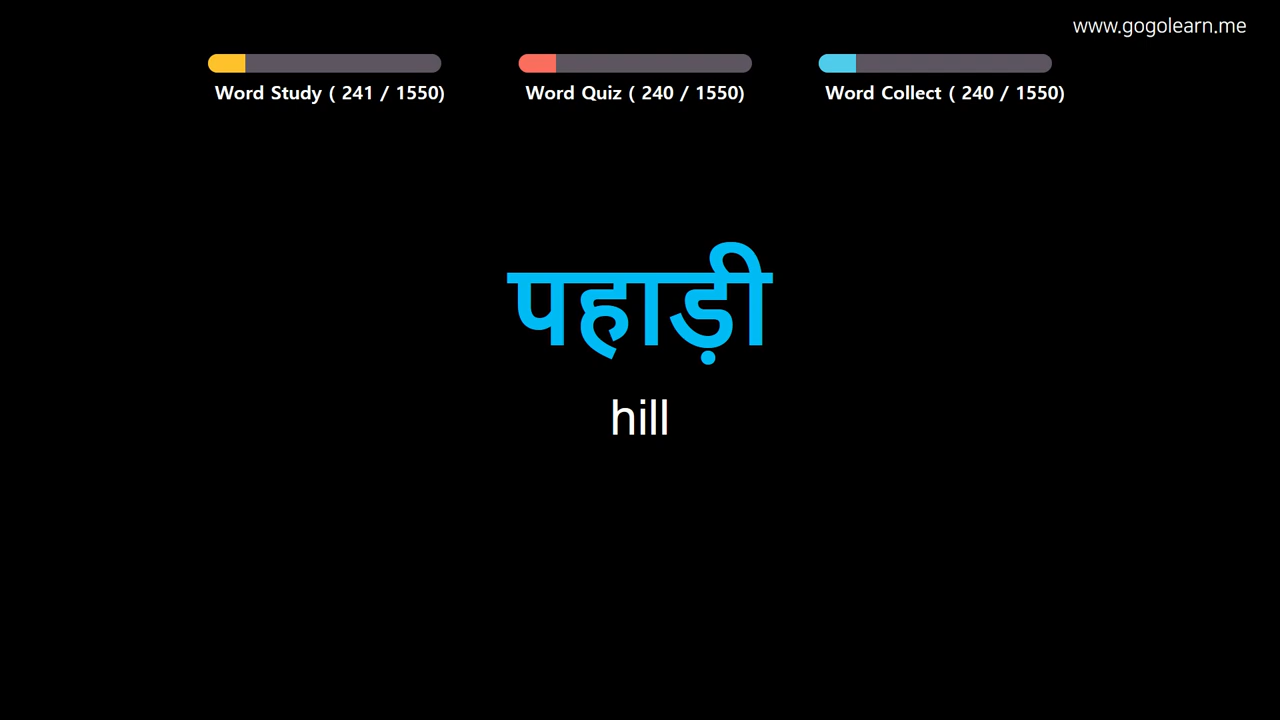 www.gogolearn.me
Word Study ( 241 / 1550)
Word Quiz ( 240 / 1550)
Word Collect ( 240 / 1550)
पहाड़ी
hill